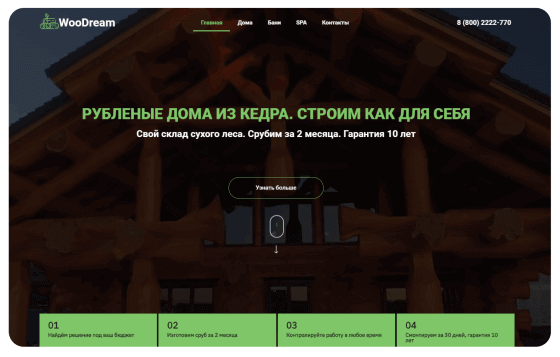 WooDream
Главная Дома Бани SPA Контакты
8 (800) 2222-770
РУБЛЕНЫЕ ДОМА ИЗ КЕДРА. СТРОИМ КАК ДЛЯ СЕБЯ
Свой склад сухого леса. Срубим за 2 месяца. Гарантия 10 лет
Узнать больше
01
Найдём решение под ваш бюджет
02
Изготовим сруб за 2 месяца
03
Контролируйте работу в любое время
04
Смонтируем за 30 дней, гарантия 10
лет